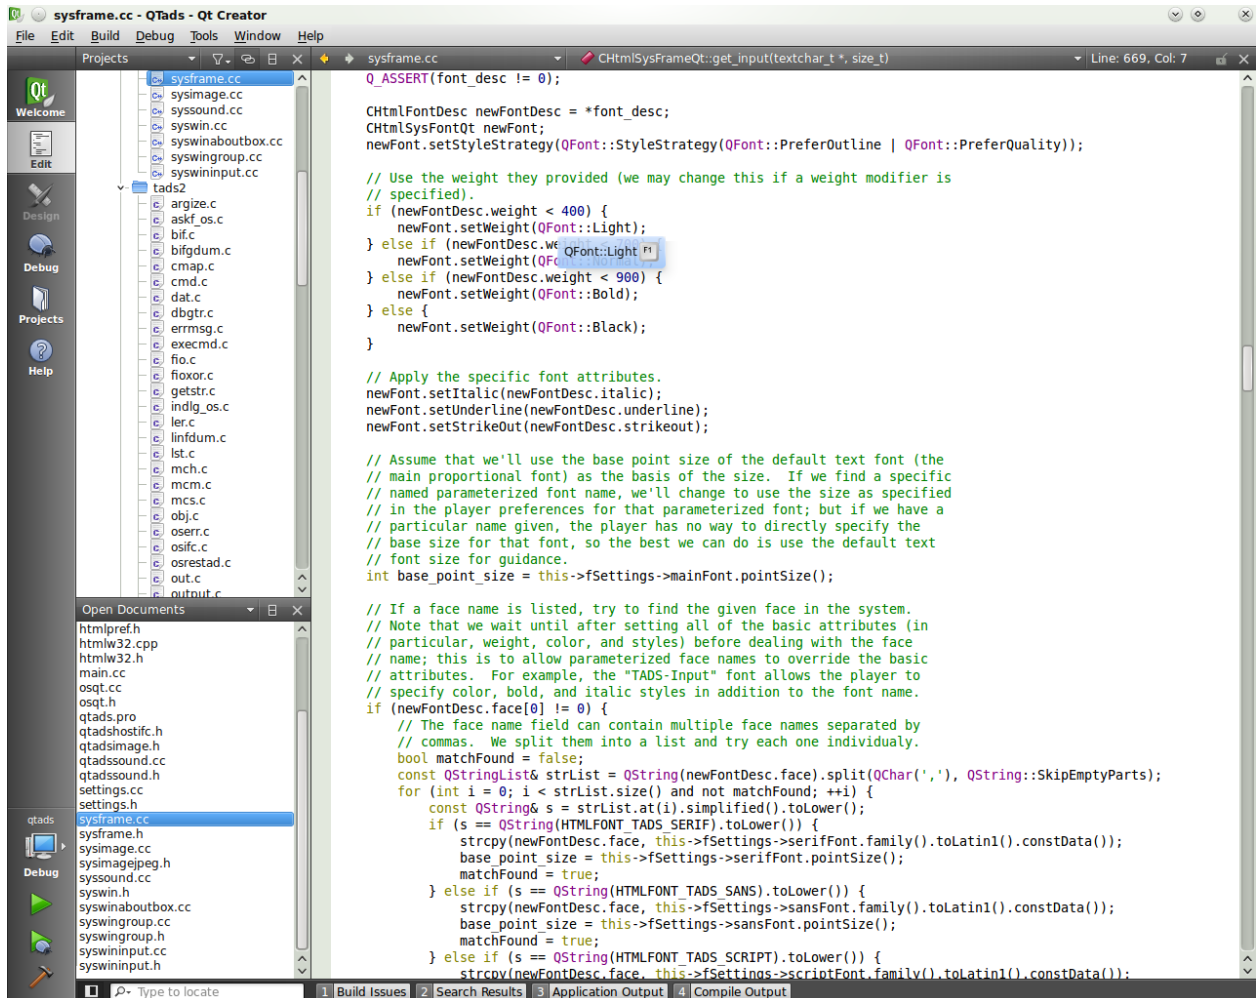 sysframe.cc - QTads - Qt Creator
File Edit Build Debug Tools Window Help
Projects
sysframe.cc
CHtmlSysFrameQt::get_input(textchar_t *, size_t)
Line: 669, Col: 7
Qt
Welcome
Edit
Design
Debug
Projects
Help
qtads
Debug
sysframe.cc
sysimage.cc
syssound.cc
syswin.cc
syswinaboutbox.cc
syswingroup.cc
syswininput.cc
tads2
argize.c
askf_os.c
bif.c
bifgdum.c
cmap.c
cmd.c
dat.c
dbgtr.c
errmsg.c
execmd.c
fio.c
fioxor.c
getstr.c
indlg_os.c
ler.c
linfdum.c
lst.c
mch.c
mcm.c
mcs.c
obj.c
oserr.c
osifc.c
osrestad.c
out.c
output.c
Open Documents
htmlpref.h
htmlw32.cpp
htmlw32.h
main.cc
osqt.cc
osqt.h
qtads.pro
qtadshostifc.h
qtadsimage.h
qtadssound.cc
qtadssound.h
settings.cc
settings.h
sysframe.cc
sysframe.h
sysimage.cc
sysimagejpeg.h
syssound.cc
syswin.h
syswinaboutbox.cc
syswingroup.cc
syswingroup.h
syswininput.cc
syswininput.h
Q_ASSERT(font_desc != 0);
CHtmlFontDesc newFontDesc = *font_desc;
CHtmlSysFontQt newFont;
newFont.setStyleStrategy(QFont::StyleStrategy(QFont::PreferOutline | QFont::PreferQuality));
// Use the weight they provided (we may change this if a weight modifier is
// specified).
if (newFontDesc.weight < 400) {
newFont.setWeight(QFont::Light);
} else if (newFontDesc.weight < 700) {
newFont.setWeight(QFont::Normal);
QFont::Light F1
} else if (newFontDesc.weight < 900) {
newFont.setWeight(QFont::Bold);
} else {
newFont.setWeight(QFont::Black);
}
// Apply the specific font attributes.
newFont.setItalic(newFontDesc.italic);
newFont.setUnderline(newFontDesc.underline);
newFont.setStrikeOut(newFontDesc.strikeout);
// Assume that we'll use the base point size of the default text font (the
// main proportional font) as the basis of the size.  If we find a specific
// named parameterized font name, we'll change to use the size as specified
// in the player preferences for that parameterized font; but if we have a
// particular name given, the player has no way to directly specify the
// base size for that font, so the best we can do is use the default text
// font size for guidance.
int base_point_size = this->fSettings->mainFont.pointSize();
// If a face name is listed, try to find the given face in the system.
// Note that we wait until after setting all of the basic attributes (in
// particular, weight, color, and styles) before dealing with the face
// name; this is to allow parameterized face names to override the basic
// attributes.  For example, the "TADS-Input" font allows the player to
// specify color, bold, and italic styles in addition to the font name.
if (newFontDesc.face[0] != 0) {
// The face name field can contain multiple face names separated by
// commas.  We split them into a list and try each one individualy.
bool matchFound = false;
const QStringList& strList = QString(newFontDesc.face).split(QChar(','), QString::SkipEmptyParts);
for (int i = 0; i < strList.size() and not matchFound; ++i) {
const QString& s = strList.at(i).simplified().toLower();
if (s == QString(HTMLFONT_TADS_SERIF).toLower()) {
strcpy(newFontDesc.face, this->fSettings->serifFont.family().toLatin1().constData());
base_point_size = this->fSettings->serifFont.pointSize();
matchFound = true;
} else if (s == QString(HTMLFONT_TADS_SANS).toLower()) {
strcpy(newFontDesc.face, this->fSettings->sansFont.family().toLatin1().constData());
base_point_size = this->fSettings->sansFont.pointSize();
matchFound = true;
} else if (s == QString(HTMLFONT_TADS_SCRIPT).toLower()) {
strcpy(newFontDesc.face, this->fSettings->scriptFont.family().toLatin1().constData());
Type to locate
1 Build Issues 2 Search Results 3 Application Output 4 Compile Output